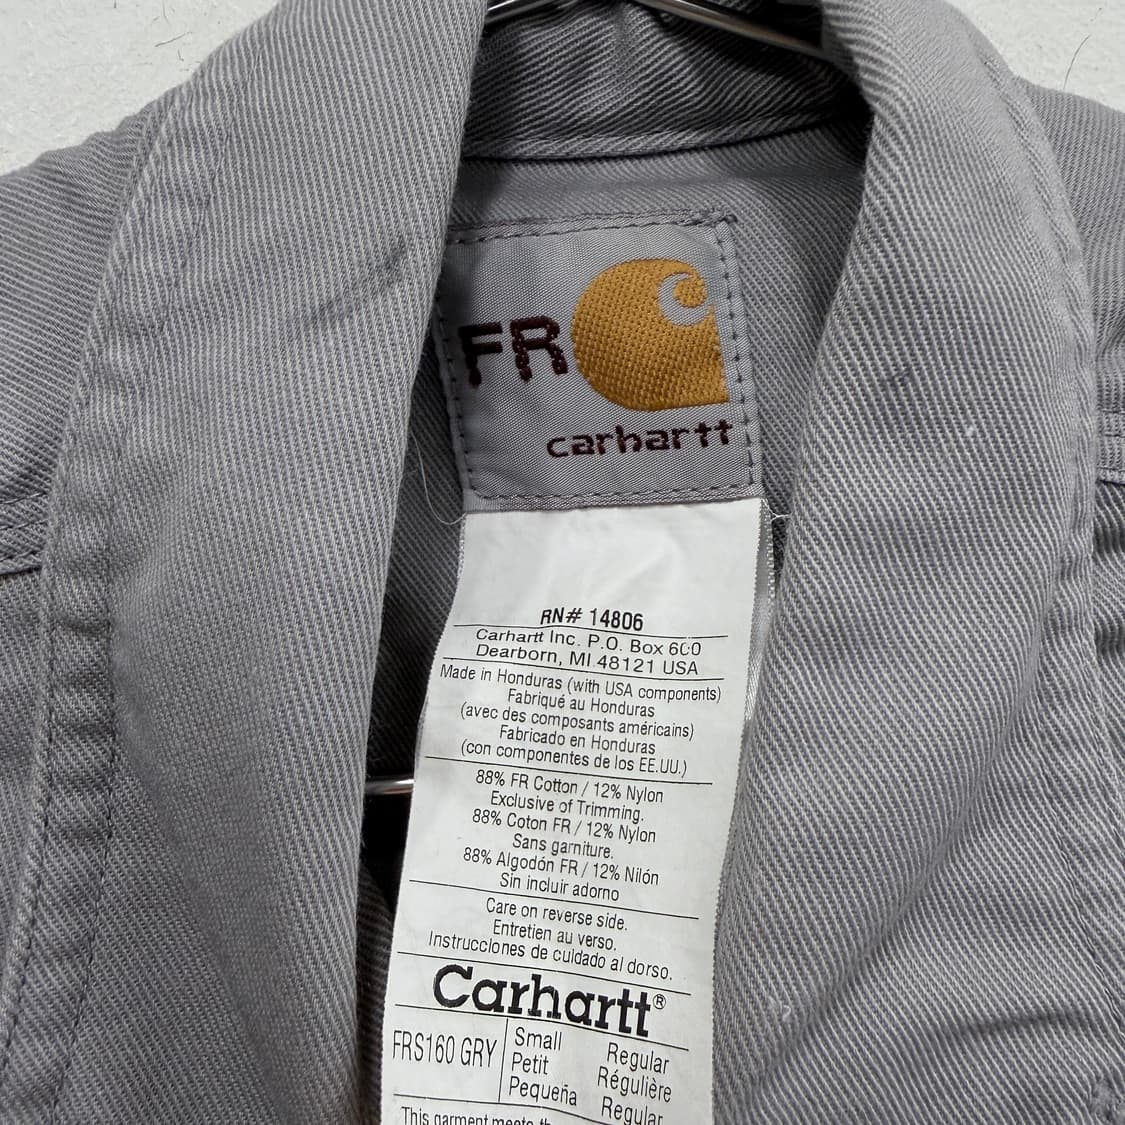 FR
carhartt
RN# 14806
Carhartt Inc. P.O. Box 600
Dearborn, MI 48121 USA
Made in Honduras (with USA components)
Fabriqué au Honduras
(avec des composants américains)
Fabricado en Honduras
(con componentes de los EE.UU.)
88% FR Cotton / 12% Nylon
Exclusive of Trimming.
88% Coton FR / 12% Nylon
Sans garniture.
88% Algodón FR / 12% Nilón
Sin incluir adorno
Care on reverse side.
Entretien au verso.
Instrucciones de cuidado al dorso.
Carhartt®
FRS160 GRY
Small Regular
Petit Régulière
Pequeña Regular
This garment meets